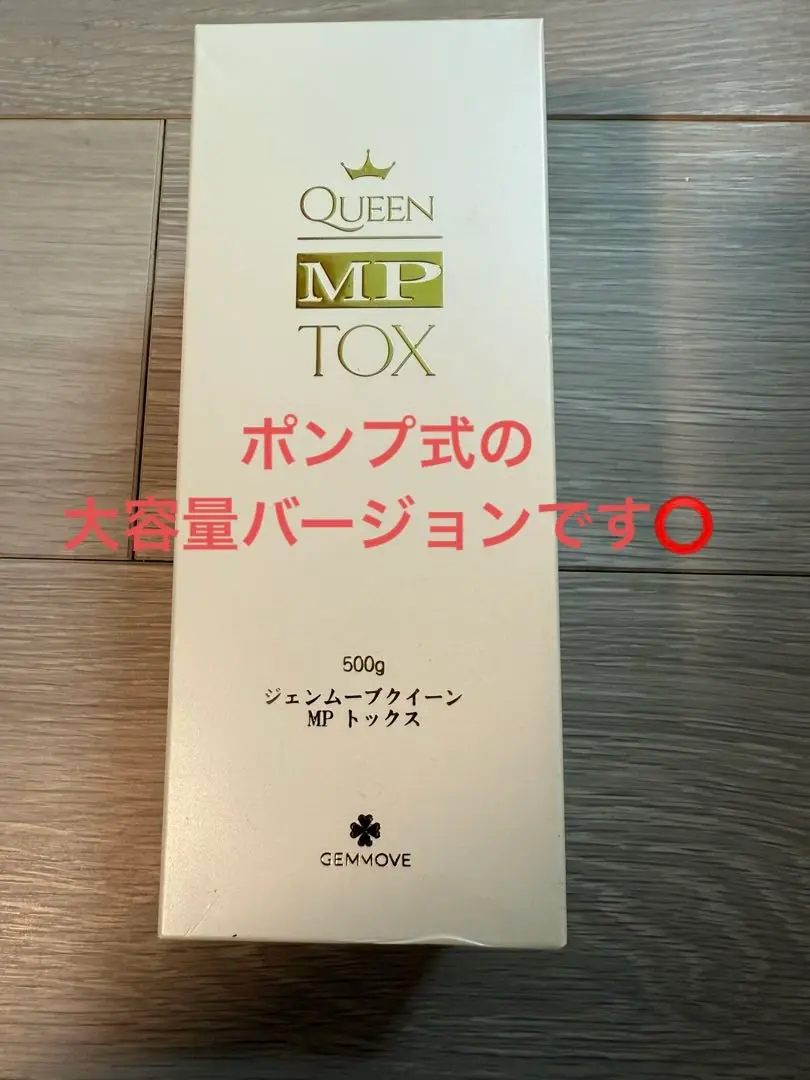 QUEEN
MP
TOX
ポンプ式の
大容量バージョンです⭕
500g
ジェンムーブクイーン
MP トックス
GEMMOVE